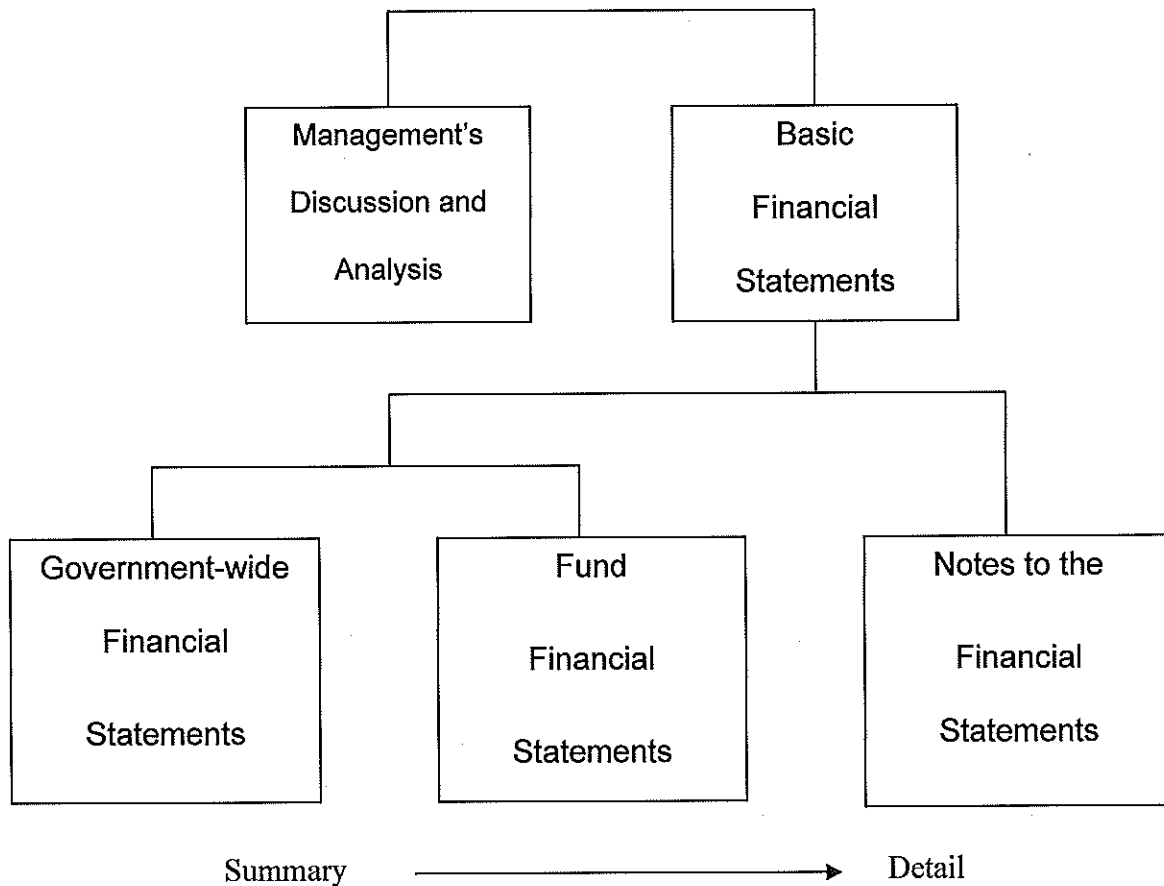 Management's
Discussion and
Analysis
Basic
Financial
Statements
Government-wide
Financial
Statements
Fund
Financial
Statements
Notes to the
Financial
Statements
Summary
Detail